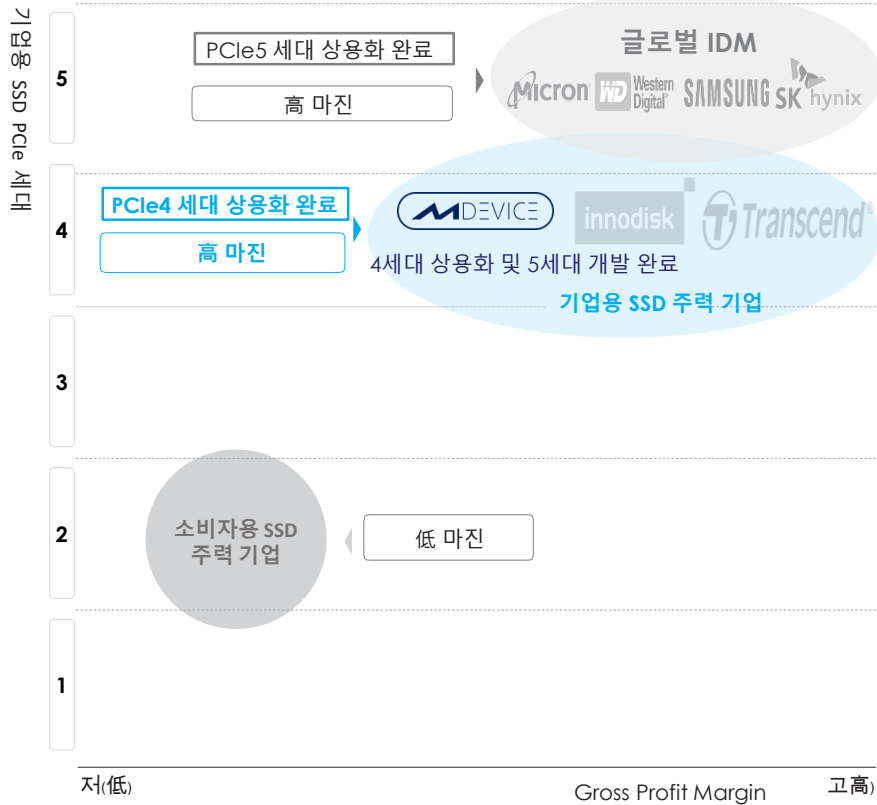 기업용 SSD PCIe 세대
5
PCIe5 세대 상용화 완료
高 마진
글로벌 IDM
Micron WD Western Digital® SAMSUNG SK hynix
4
PCIe4 세대 상용화 완료
高 마진
MDEVICE innodisk Transcend®
4세대 상용화 및 5세대 개발 완료
기업용 SSD 주력 기업
3
2
소비자용 SSD
주력 기업
低 마진
1
저(低)
Gross Profit Margin
고高)